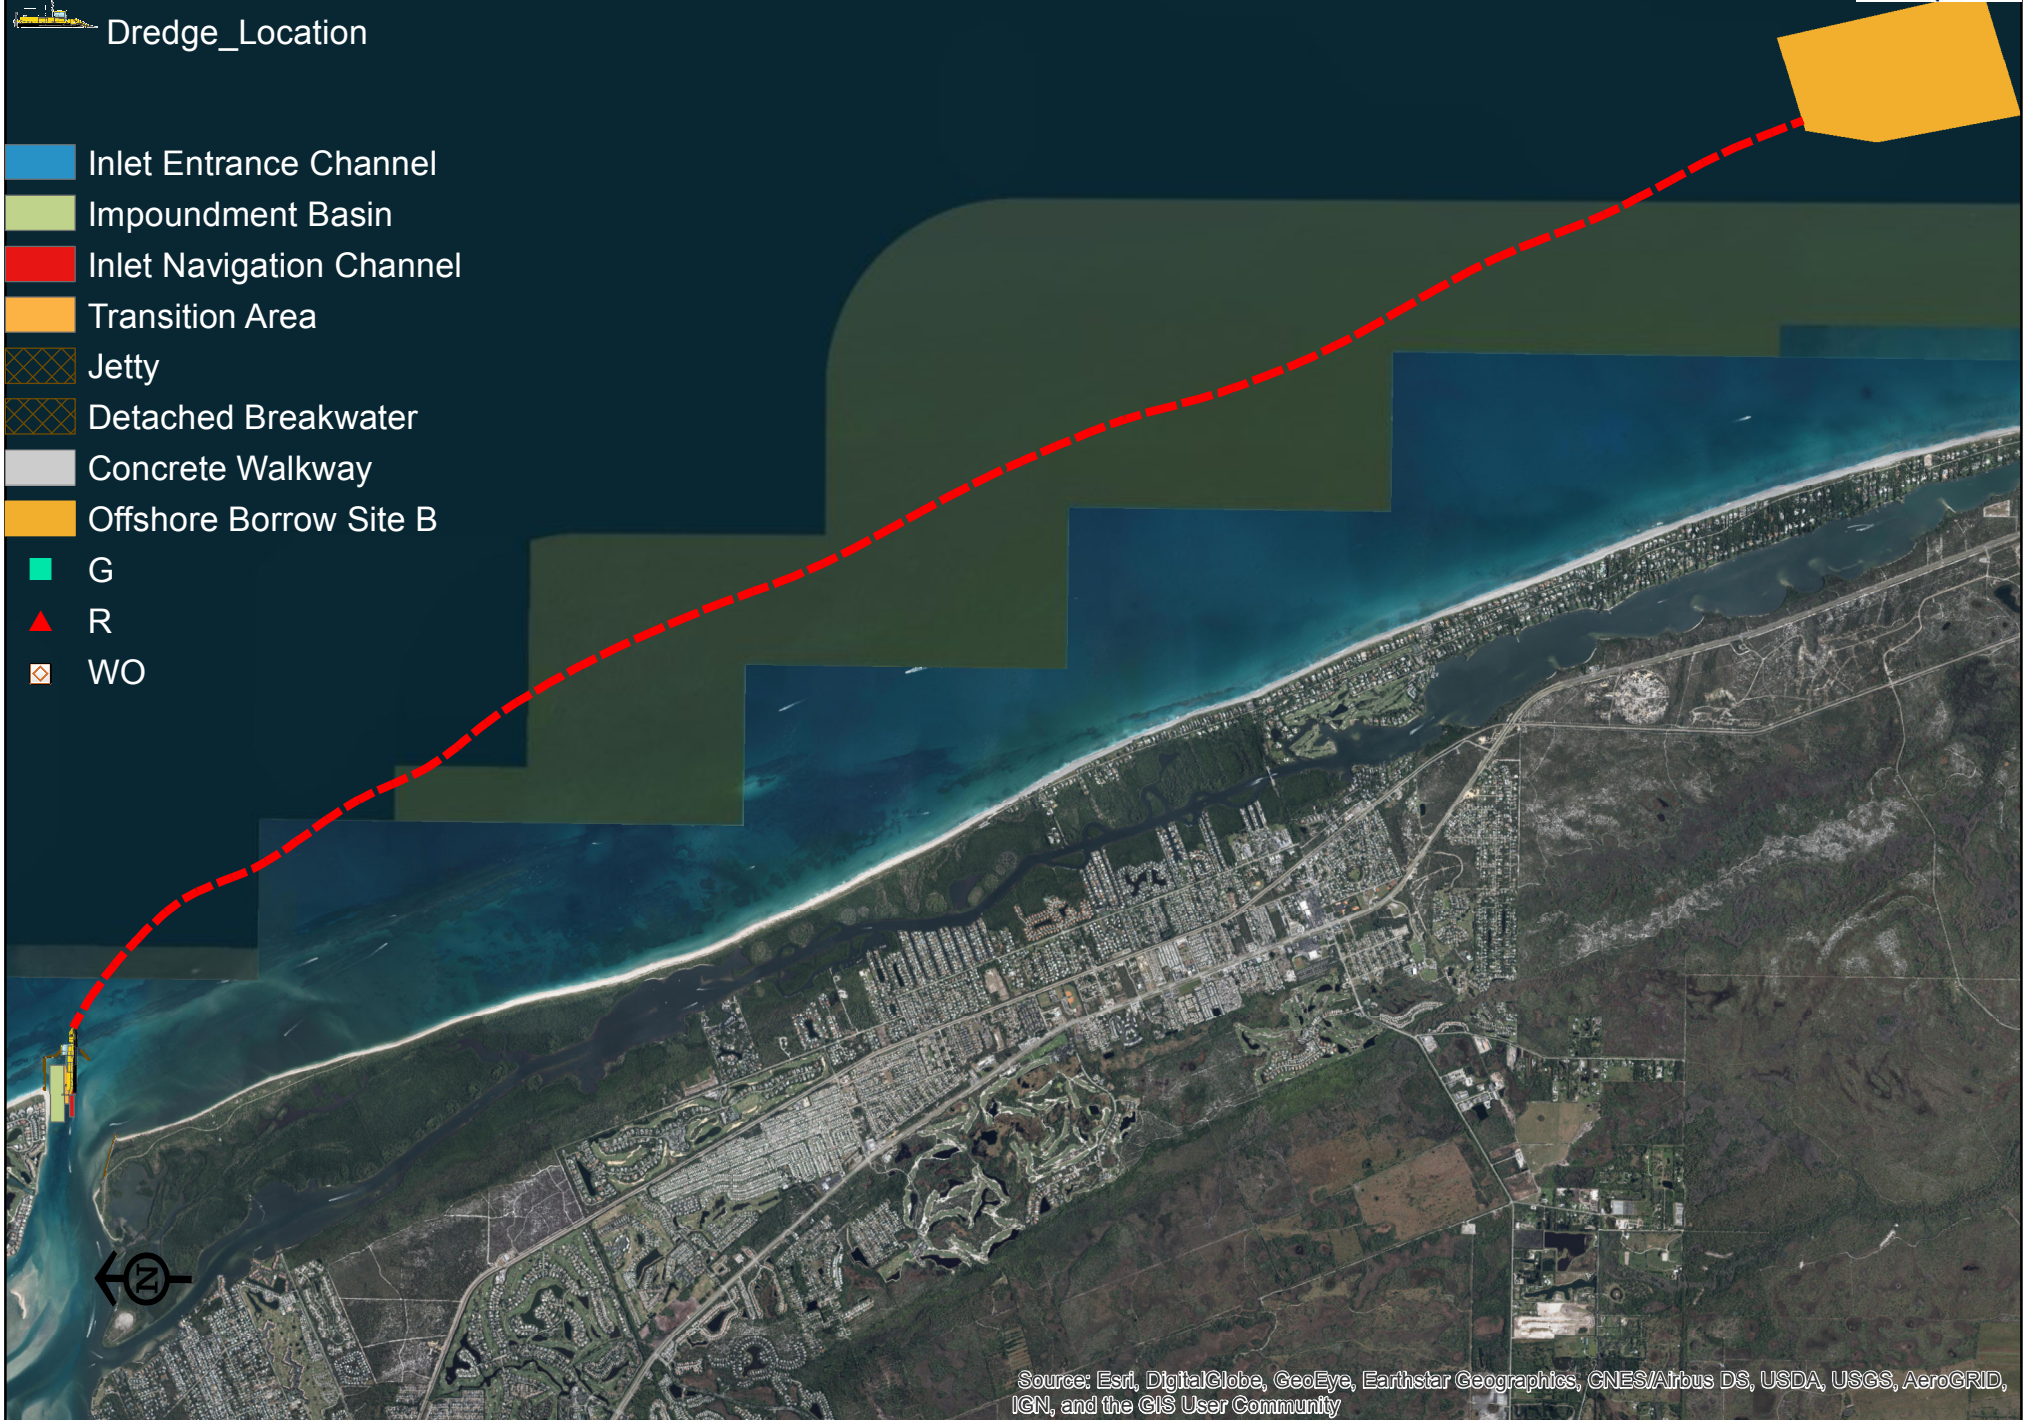 Dredge_Location
Inlet Entrance Channel
Impoundment Basin
Inlet Navigation Channel
Transition Area
Jetty
Detached Breakwater
Concrete Walkway
Offshore Borrow Site B
G
R
WO
N
Source: Esri, DigitalGlobe, GeoEye, Earthstar Geographics, CNES/Airbus DS, USDA, USGS, AeroGRID,
IGN, and the GIS User Community